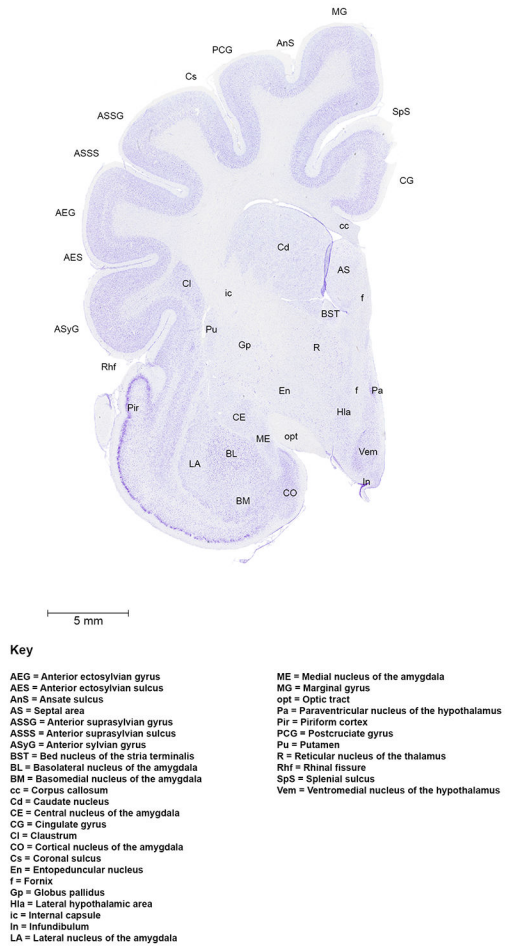 MG
AnS
PCG
Cs
SpS
ASSG
ASSS
CG
AEG
cc
Cd
AES
AS
Cl
ic
f
BST
ASyG
Pu
Gp
R
Rhf
En
f
Pa
Pir
Hla
CE
ME
opt
BL
Vem
LA
In
CO
BM
5 mm
Key
AEG = Anterior ectosylvian gyrus
AES = Anterior ectosylvian sulcus
AnS = Ansate sulcus
AS = Septal area
ASSG = Anterior suprasylvian gyrus
ASSS = Anterior suprasylvian sulcus
ASyG = Anterior sylvian gyrus
BST = Bed nucleus of the stria terminalis
BL = Basolateral nucleus of the amygdala
BM = Basomedial nucleus of the amygdala
cc = Corpus callosum
Cd = Caudate nucleus
CE = Central nucleus of the amygdala
CG = Cingulate gyrus
Cl = Claustrum
CO = Cortical nucleus of the amygdala
Cs = Coronal sulcus
En = Entopeduncular nucleus
f = Fornix
Gp = Globus pallidus
Hla = Lateral hypothalamic area
ic = Internal capsule
In = Infundibulum
LA = Lateral nucleus of the amygdala
ME = Medial nucleus of the amygdala
MG = Marginal gyrus
opt = Optic tract
Pa = Paraventricular nucleus of the hypothalamus
Pir = Piriform cortex
PCG = Postcruciate gyrus
Pu = Putamen
R = Reticular nucleus of the thalamus
Rhf = Rhinal fissure
SpS = Splenial sulcus
Vem = Ventromedial nucleus of the hypothalamus